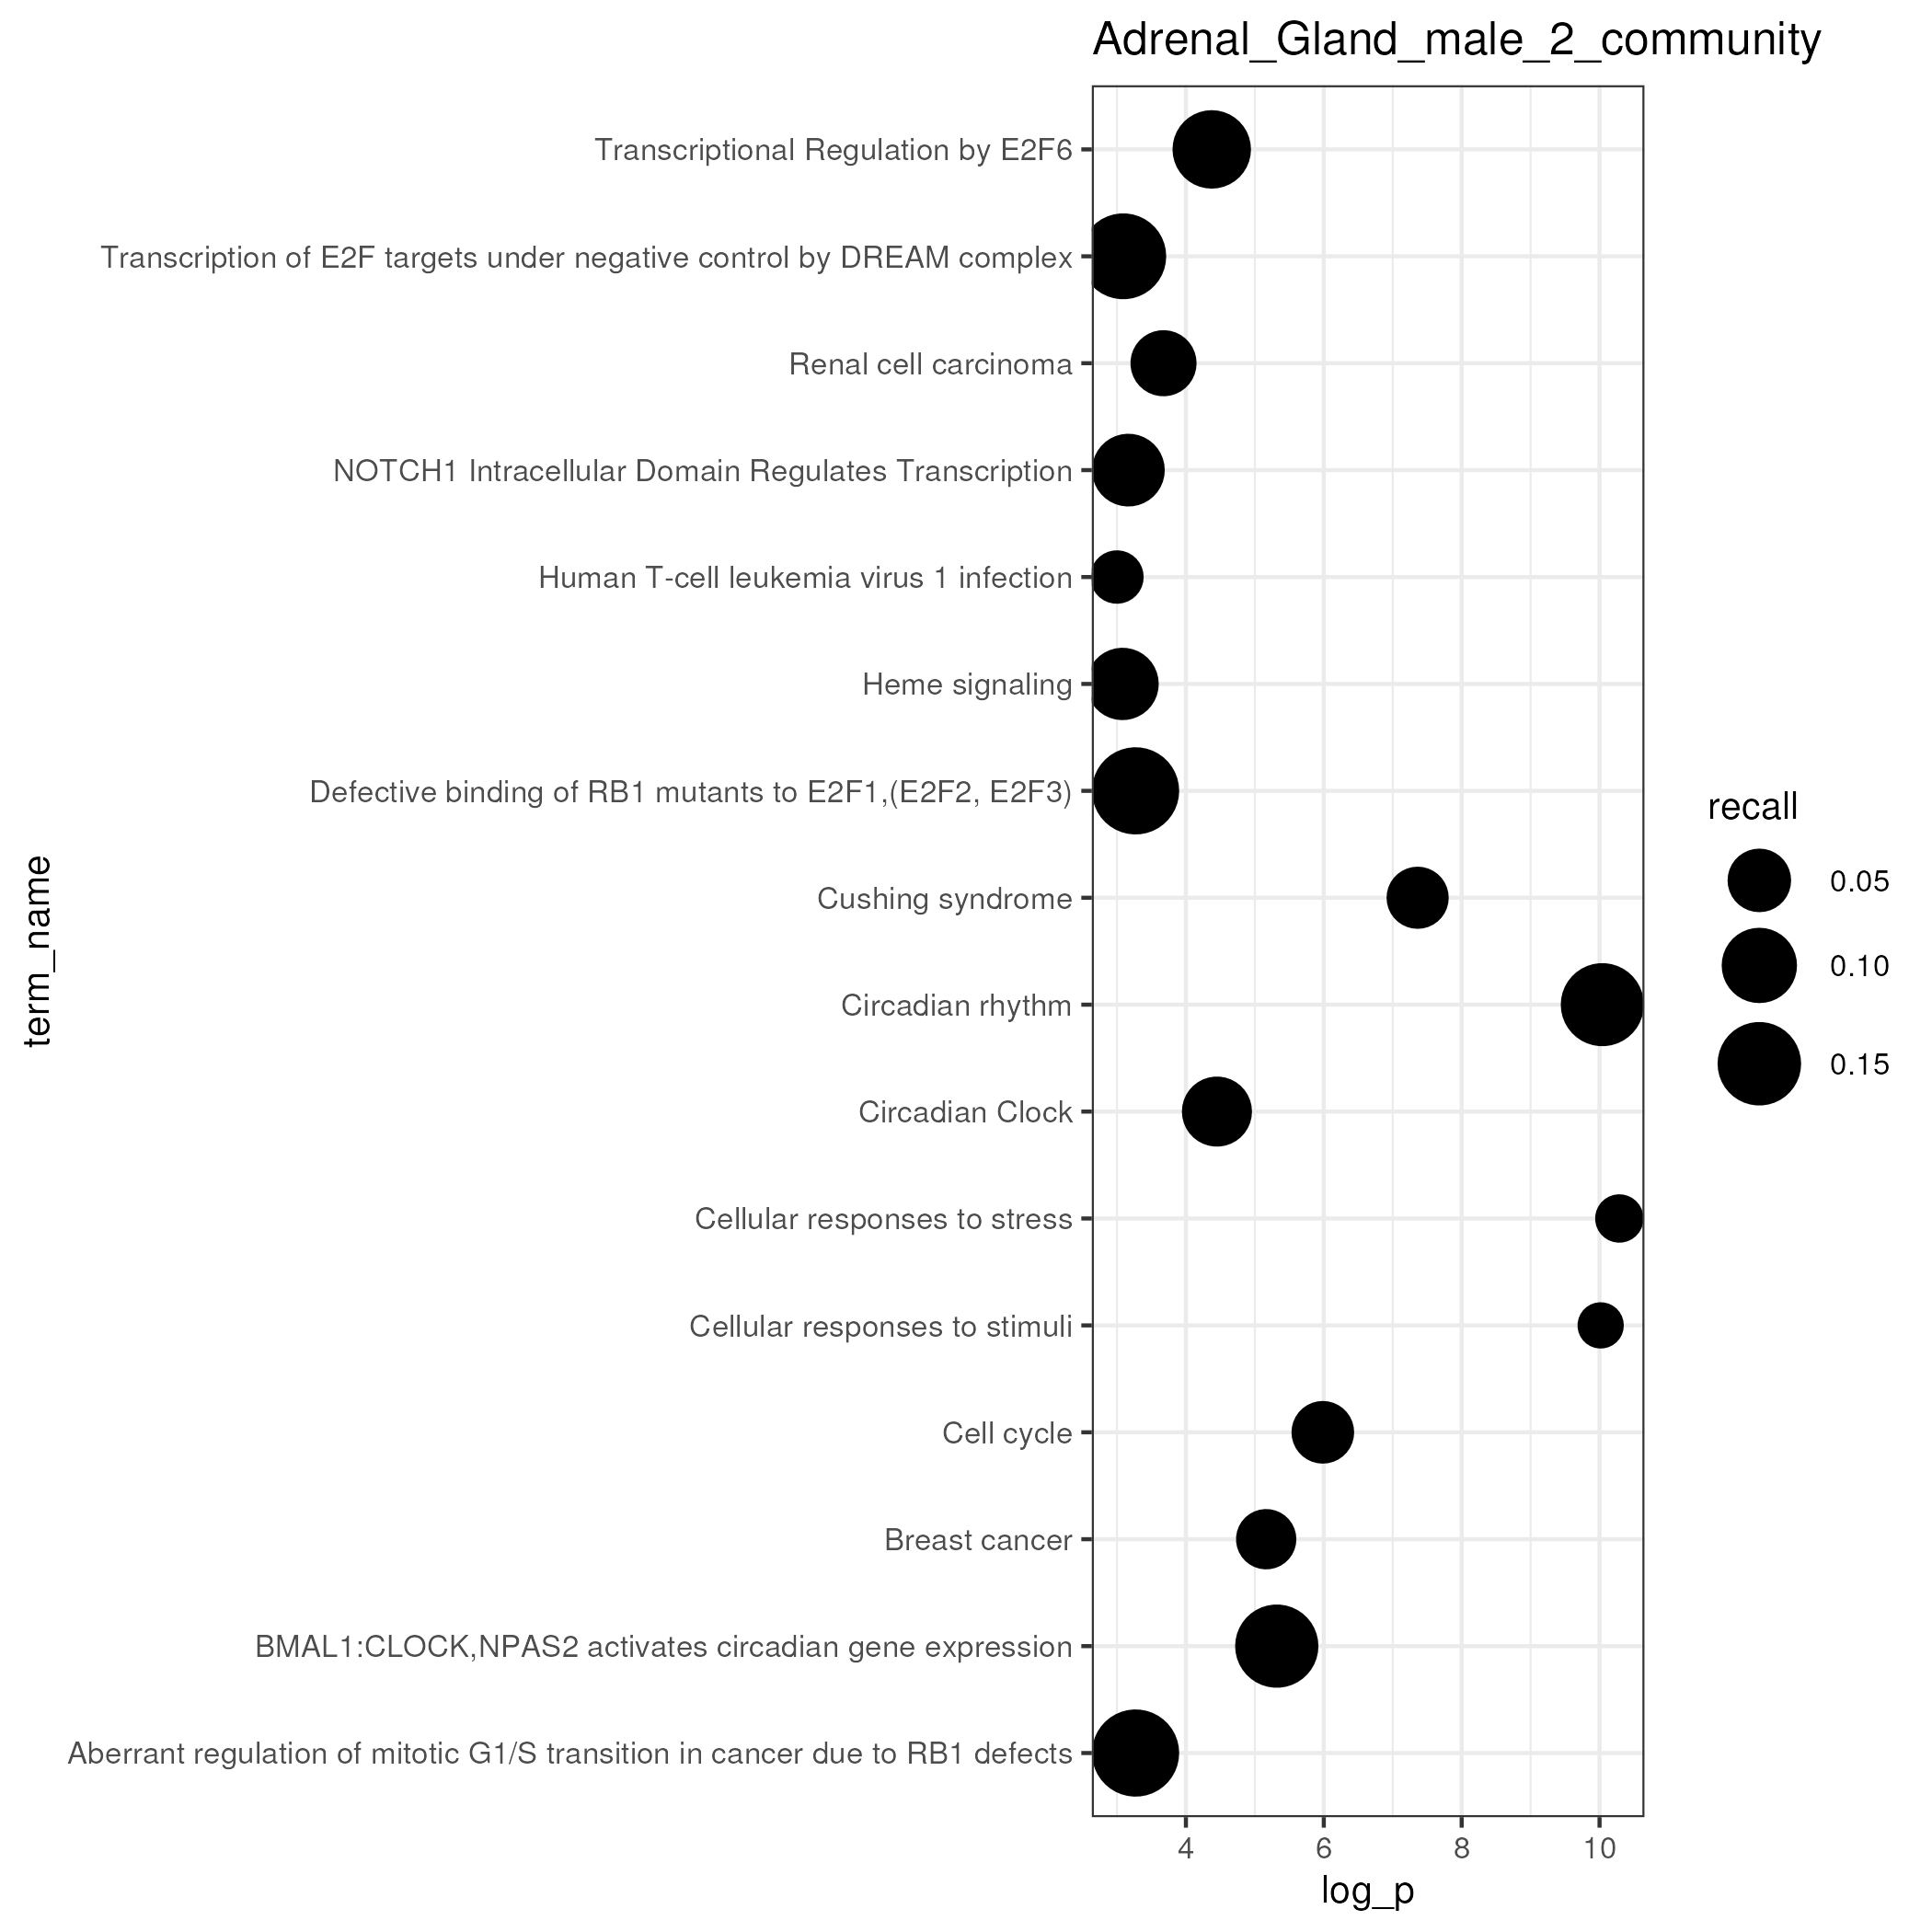 Adrenal_Gland_male_2_community
Transcriptional Regulation by E2F6
Transcription of E2F targets under negative control by DREAM complex
Renal cell carcinoma
NOTCH1 Intracellular Domain Regulates Transcription
Human T-cell leukemia virus 1 infection
Heme signaling
Defective binding of RB1 mutants to E2F1,(E2F2, E2F3)
Cushing syndrome
Circadian rhythm
Circadian Clock
Cellular responses to stress
Cellular responses to stimuli
Cell cycle
Breast cancer
BMAL1:CLOCK,NPAS2 activates circadian gene expression
Aberrant regulation of mitotic G1/S transition in cancer due to RB1 defects
term_name
4 6 8 10
log_p
recall
0.05
0.10
0.15